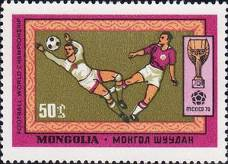 FOOTBALL WORLD CHAMPIONSHIP
50₮
MEXICO 70
MONGOLIA · МОНГОЛ ШУУДАН